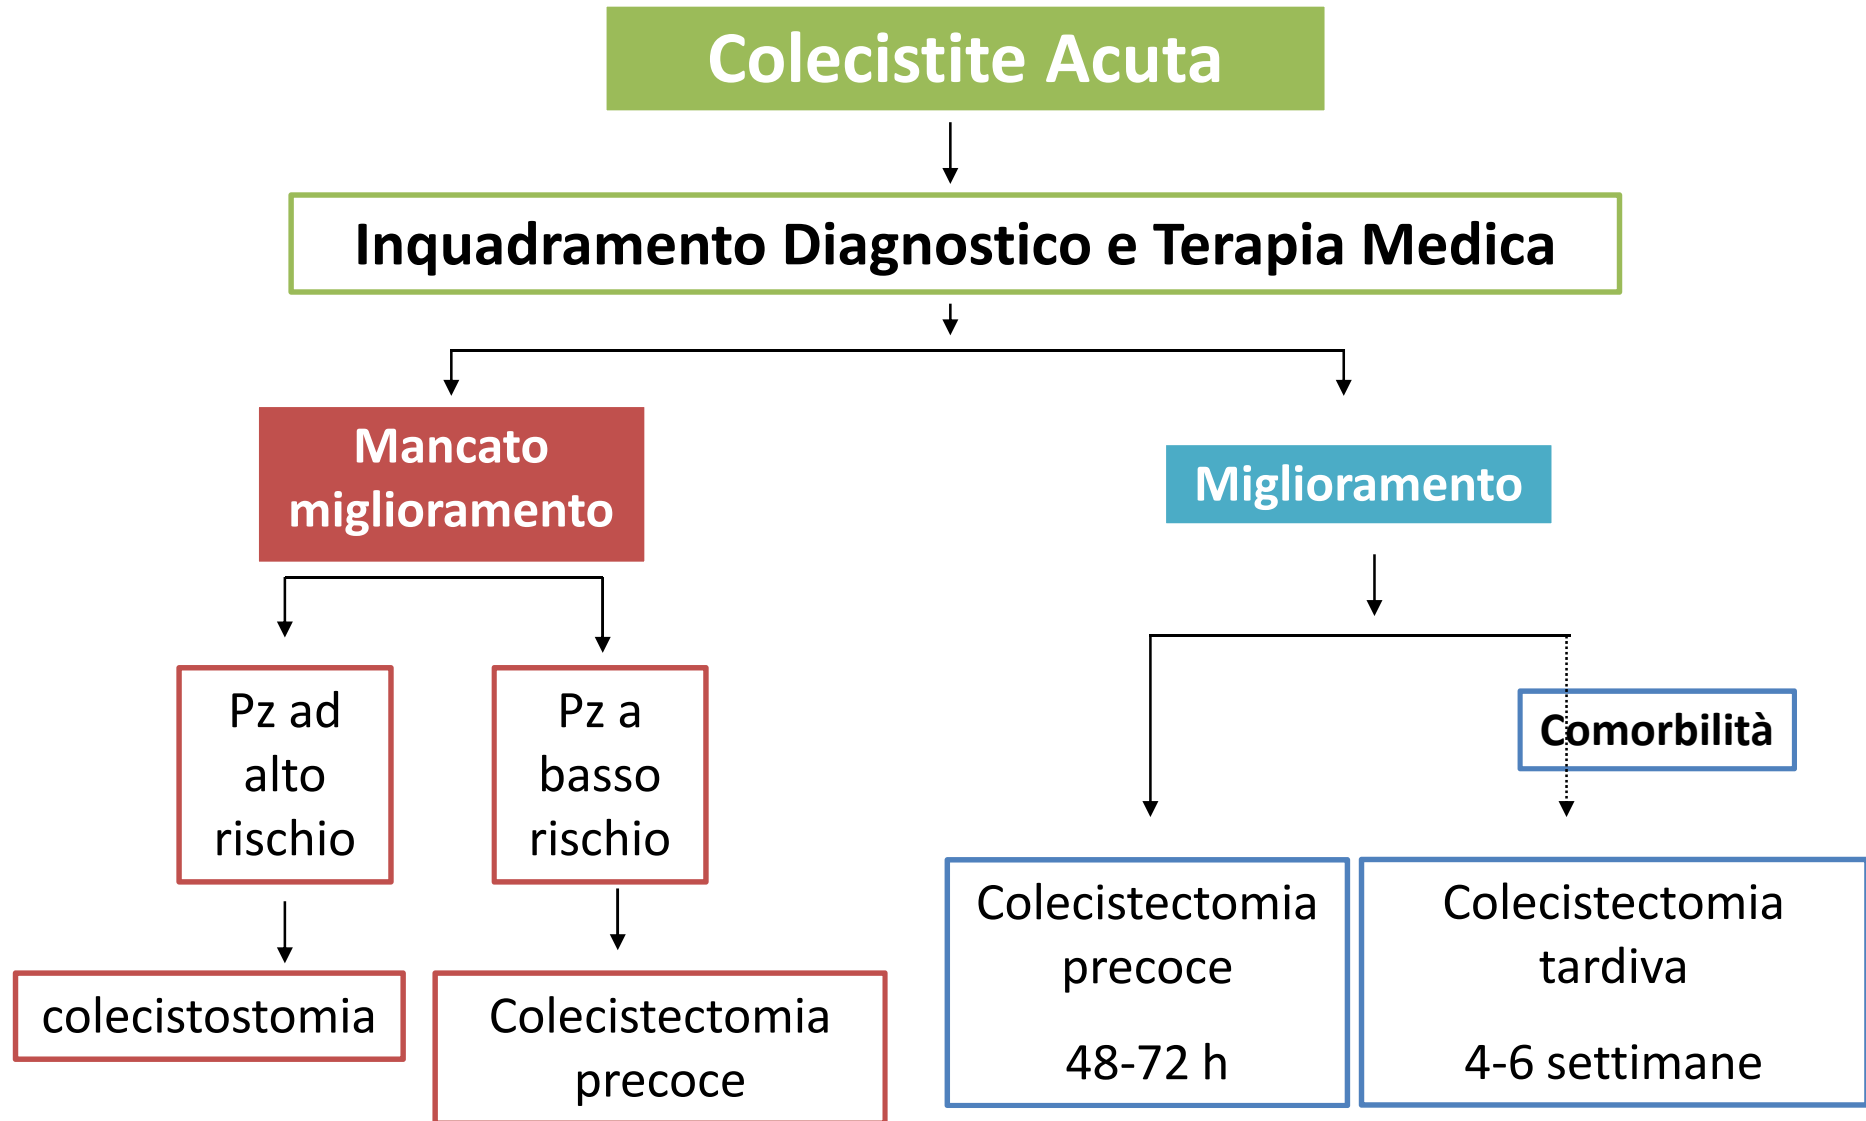 Colecistite Acuta
Inquadramento Diagnostico e Terapia Medica
Mancato
miglioramento
Miglioramento
Pz ad
alto
rischio
Pz a
basso
rischio
Comorbilità
colecistostomia
Colecistectomia
precoce
Colecistectomia
precoce
48-72 h
Colecistectomia
tardiva
4-6 settimane